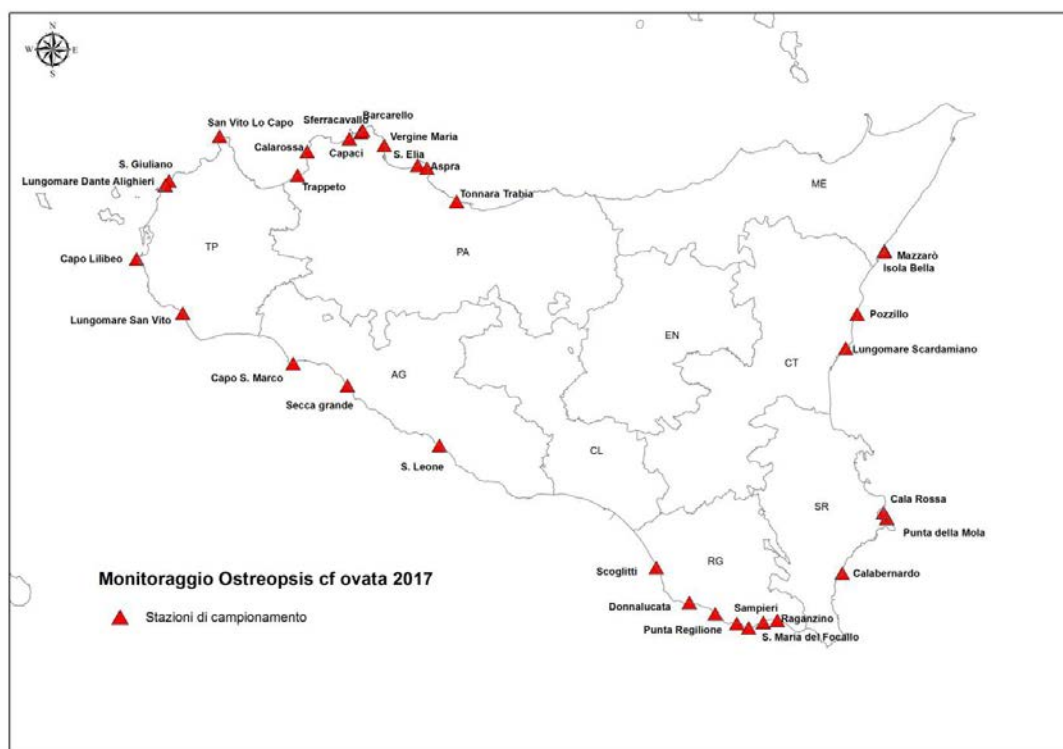 N
W E
S
San Vito Lo Capo
Sferracavallo
Barcarello
Calarossa
Capaci
Vergine Maria
S. Elia
Aspra
S. Giuliano
Lungomare Dante Alighieri
Trappeto
Tonnara Trabia
ME
TP
PA
Capo Lilibeo
Mazzarò
Isola Bella
Lungomare San Vito
Pozzillo
EN
Lungomare Scardamiano
CT
Capo S. Marco
AG
Secca grande
S. Leone
CL
SR
Cala Rossa
Punta della Mola
Scoglitti
RG
Calabernardo
Monitoraggio Ostreopsis cf ovata 2017
Stazioni di campionamento
Donnalucata
Sampieri
Raganzino
Punta Regilione
S. Maria del Focallo